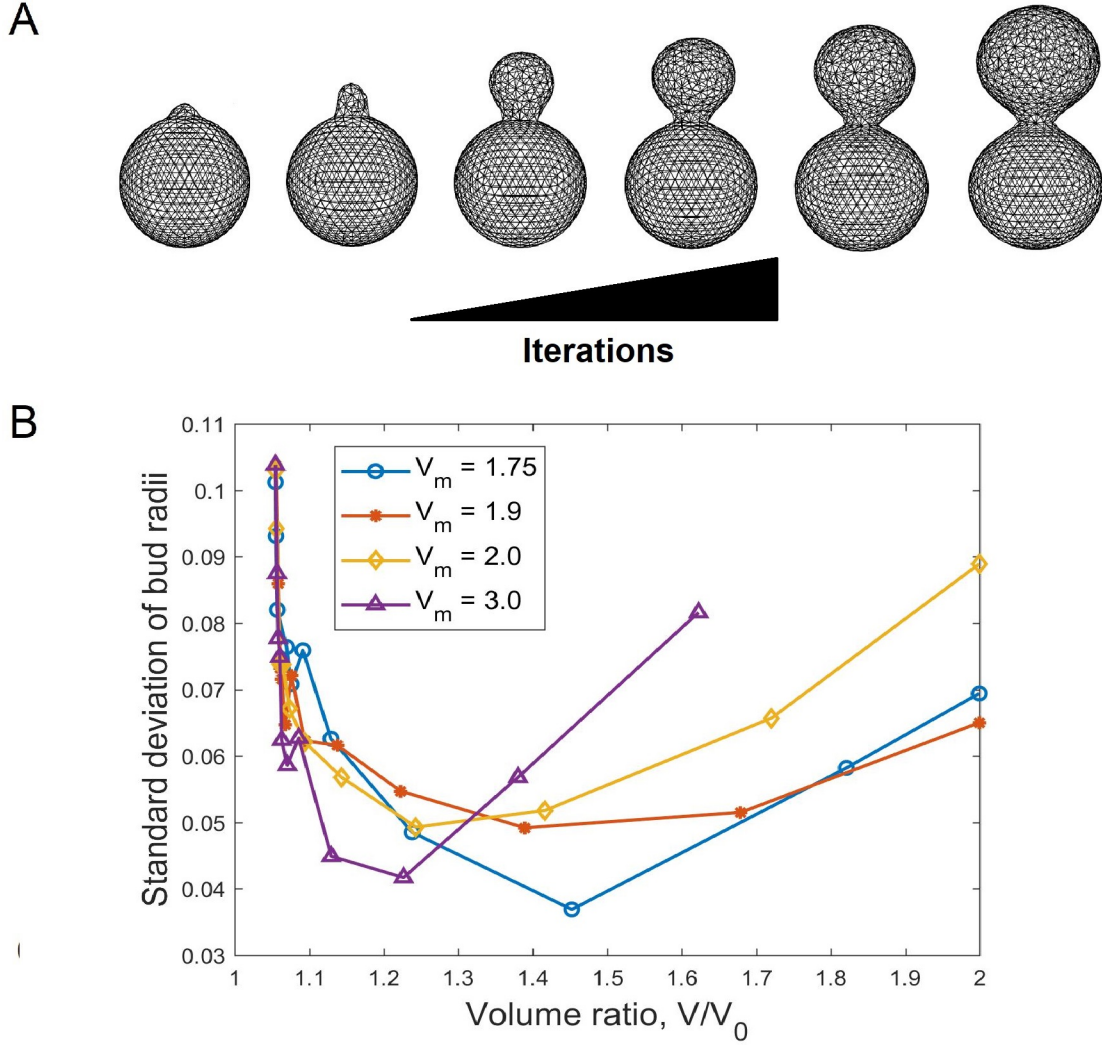 A
Iterations
B
Standard deviation of bud radii
0.11
0.1
0.09
0.08
0.07
0.06
0.05
0.04
0.03
V_m = 1.75
V_m = 1.9
V_m = 2.0
V_m = 3.0
1 1.1 1.2 1.3 1.4 1.5 1.6 1.7 1.8 1.9 2
Volume ratio, V/V_0